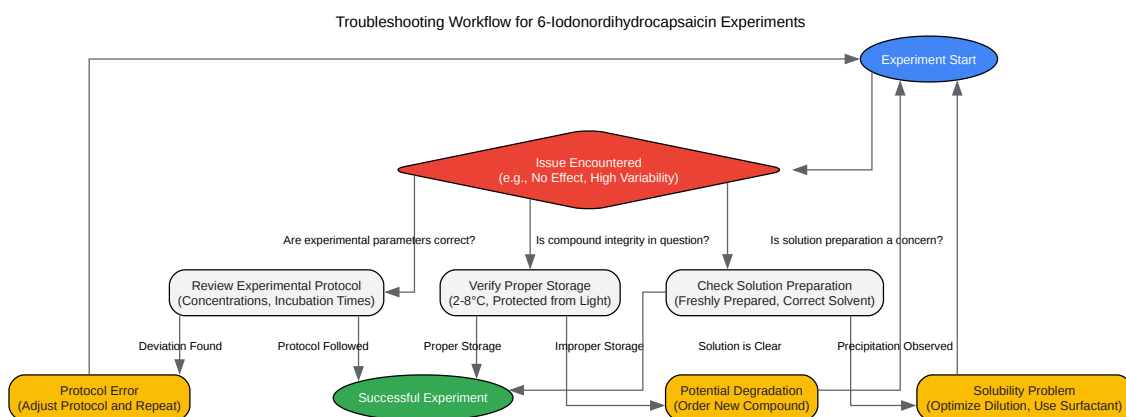 Troubleshooting Workflow for 6-Iodonordihydrocapsaicin Experiments
Experiment Start
Issue Encountered
(e.g., No Effect, High Variability)
Are experimental parameters correct?
Is compound integrity in question?
Is solution preparation a concern?
Review Experimental Protocol
(Concentrations, Incubation Times)
Verify Proper Storage
(2-8°C, Protected from Light)
Check Solution Preparation
(Freshly Prepared, Correct Solvent)
Deviation Found
Protocol Followed
Proper Storage
Improper Storage
Solution is Clear
Precipitation Observed
Protocol Error
(Adjust Protocol and Repeat)
Successful Experiment
Potential Degradation
(Order New Compound)
Solubility Problem
(Optimize Dilution, Use Surfactant)